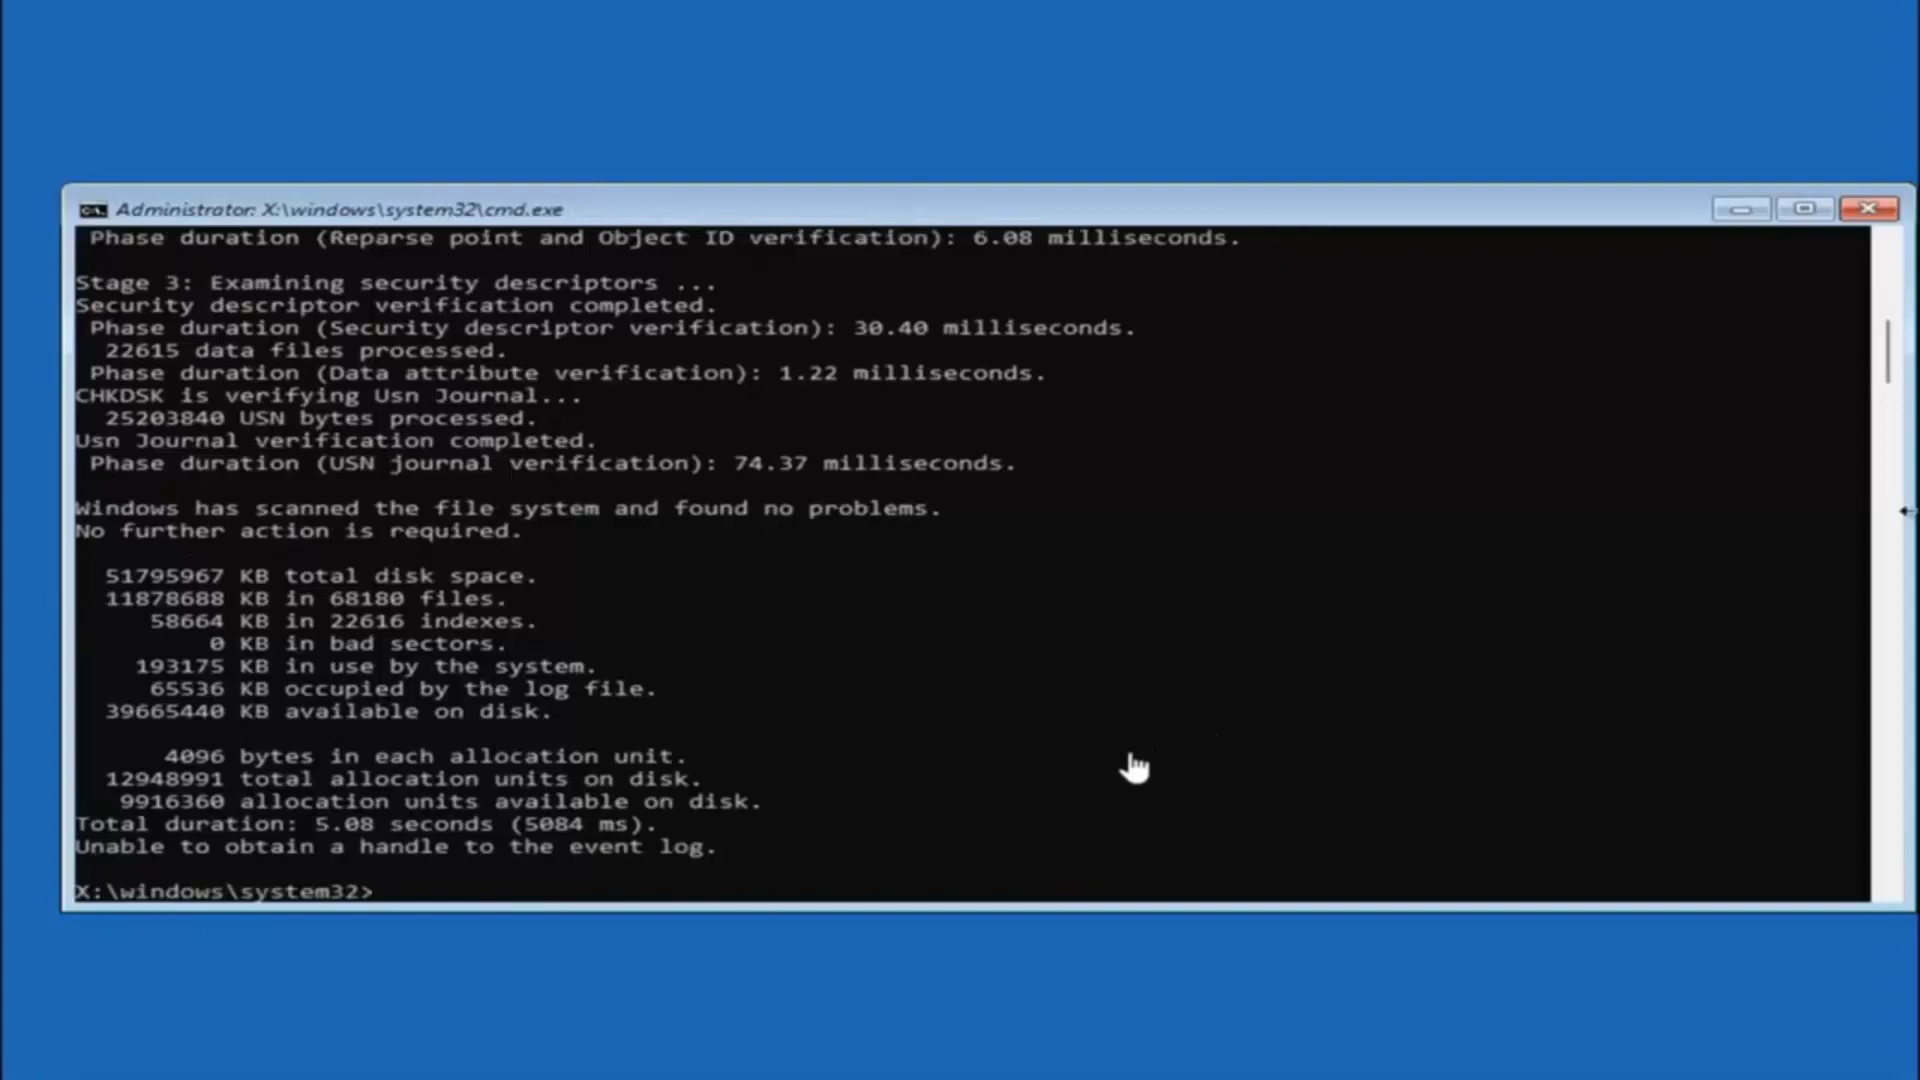 Administrator: X:\windows\system32\cmd.exe
Phase duration (Reparse point and Object ID verification): 6.08 milliseconds.
Stage 3: Examining security descriptors ...
Security descriptor verification completed.
Phase duration (Security descriptor verification): 30.40 milliseconds.
22615 data files processed.
Phase duration (Data attribute verification): 1.22 milliseconds.
CHKDSK is verifying Usn Journal...
25203840 USN bytes processed.
Usn Journal verification completed.
Phase duration (USN journal verification): 74.37 milliseconds.
Windows has scanned the file system and found no problems.
No further action is required.
51795967 KB total disk space.
11878688 KB in 68180 files.
58664 KB in 22616 indexes.
0 KB in bad sectors.
193175 KB in use by the system.
65536 KB occupied by the log file.
39665440 KB available on disk.
4096 bytes in each allocation unit.
12948991 total allocation units on disk.
9916360 allocation units available on disk.
Total duration: 5.08 seconds (5084 ms).
Unable to obtain a handle to the event log.
X:\windows\system32>